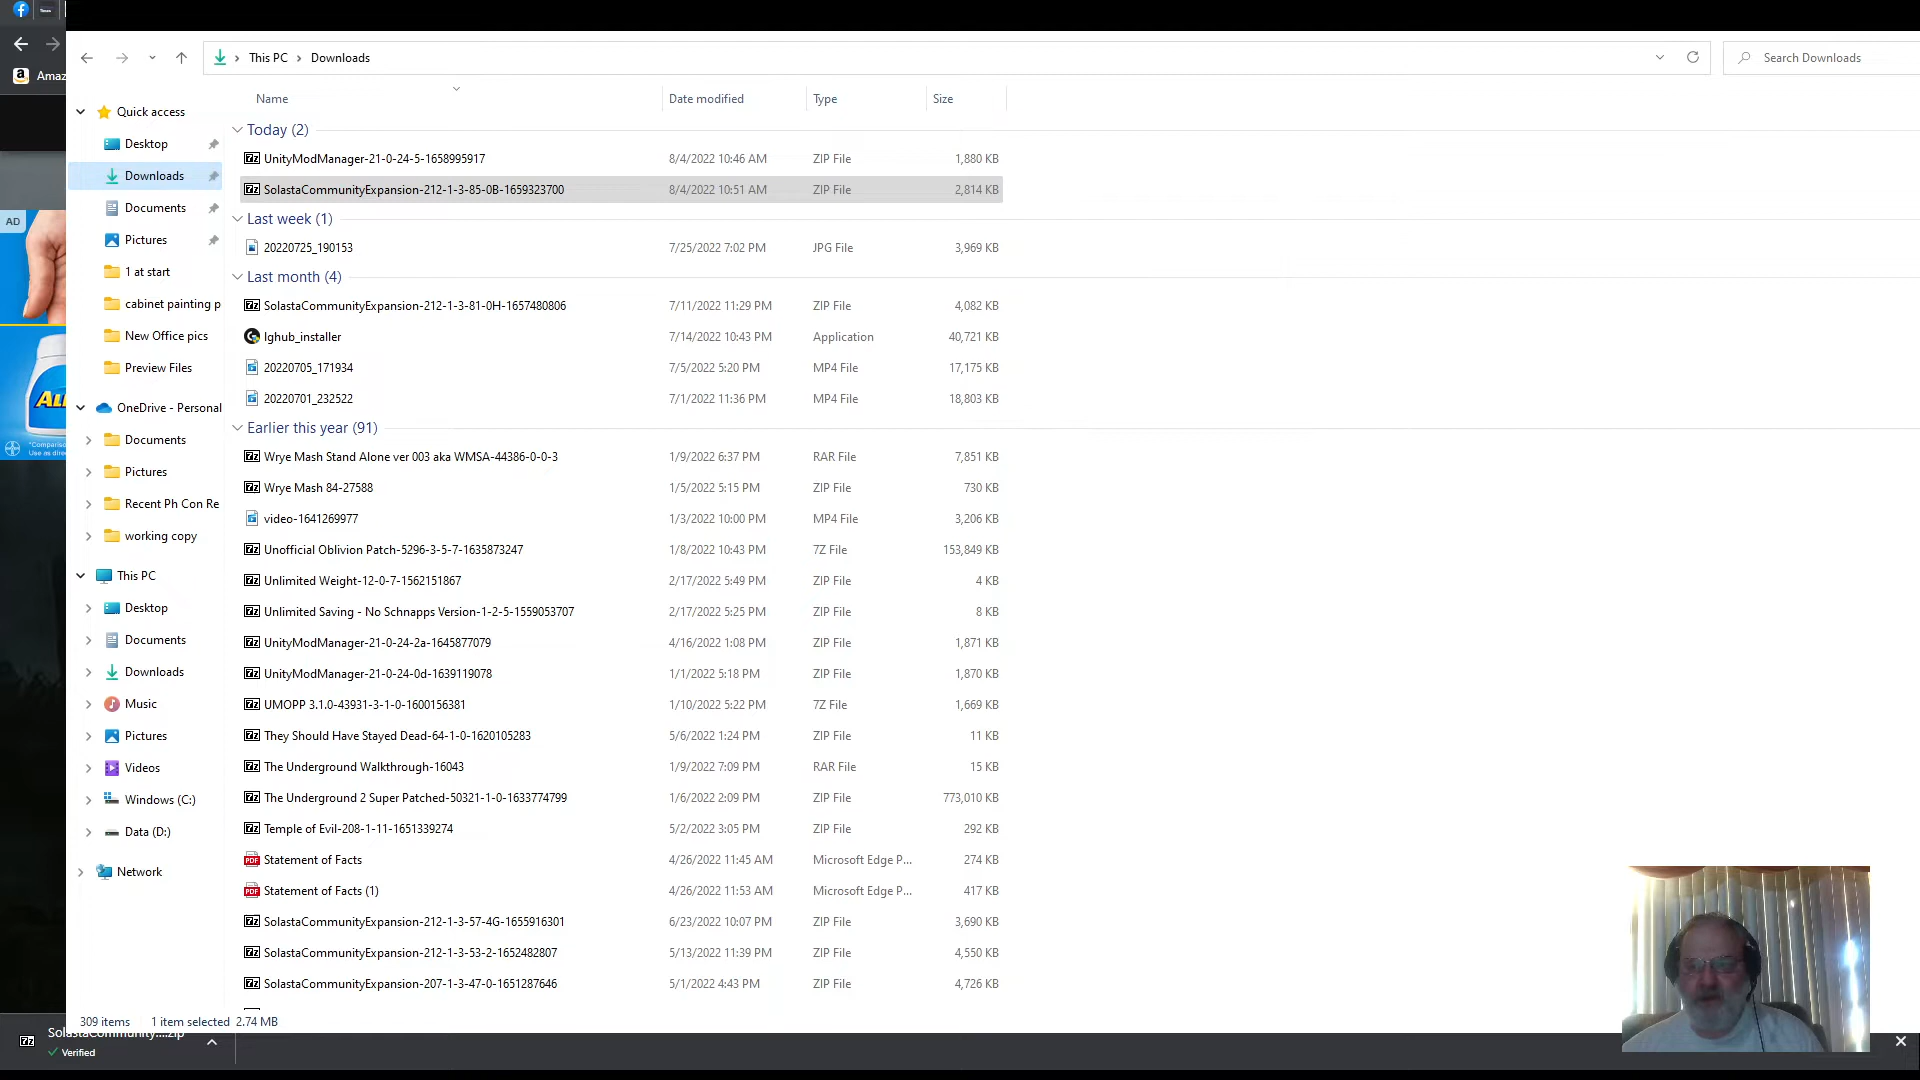 Amaz
This PC
Downloads
Search Downloads
Name
Date modified
Type
Size
Quick access
Desktop
Downloads
Documents
Pictures
1 at start
cabinet painting p
New Office pics
Preview Files
OneDrive - Personal
Documents
Pictures
Recent Ph Con Re
working copy
This PC
Desktop
Documents
Downloads
Music
Pictures
Videos
Windows (C:)
Data (D:)
Network
AD
Today (2)
UnityModManager-21-0-24-5-1658995917 8/4/2022 10:46 AM ZIP File 1,880 KB
SolastaCommunityExpansion-212-1-3-85-0B-1659323700 8/4/2022 10:51 AM ZIP File 2,814 KB
Last week (1)
20220725_190153 7/25/2022 7:02 PM JPG File 3,969 KB
Last month (4)
SolastaCommunityExpansion-212-1-3-81-0H-1657480806 7/11/2022 11:29 PM ZIP File 4,082 KB
lghub_installer 7/14/2022 10:43 PM Application 40,721 KB
20220705_171934 7/5/2022 5:20 PM MP4 File 17,175 KB
20220701_232522 7/1/2022 11:36 PM MP4 File 18,803 KB
Earlier this year (91)
Wrye Mash Stand Alone ver 003 aka WMSA-44386-0-0-3 1/9/2022 6:37 PM RAR File 7,851 KB
Wrye Mash 84-27588 1/5/2022 5:15 PM ZIP File 730 KB
video-1641269977 1/3/2022 10:00 PM MP4 File 3,206 KB
Unofficial Oblivion Patch-5296-3-5-7-1635873247 1/8/2022 10:43 PM 7Z File 153,849 KB
Unlimited Weight-12-0-7-1562151867 2/17/2022 5:49 PM ZIP File 4 KB
Unlimited Saving - No Schnapps Version-1-2-5-1559053707 2/17/2022 5:25 PM ZIP File 8 KB
UnityModManager-21-0-24-2a-1645877079 4/16/2022 1:08 PM ZIP File 1,871 KB
UnityModManager-21-0-24-0d-1639119078 1/1/2022 5:18 PM ZIP File 1,870 KB
UMOPP 3.1.0-43931-3-1-0-1600156381 1/10/2022 5:22 PM 7Z File 1,669 KB
They Should Have Stayed Dead-64-1-0-1620105283 5/6/2022 1:24 PM ZIP File 11 KB
The Underground Walkthrough-16043 1/9/2022 7:09 PM RAR File 15 KB
The Underground 2 Super Patched-50321-1-0-1633774799 1/6/2022 2:09 PM ZIP File 773,010 KB
Temple of Evil-208-1-11-1651339274 5/2/2022 3:05 PM ZIP File 292 KB
Statement of Facts 4/26/2022 11:45 AM Microsoft Edge P... 274 KB
Statement of Facts (1) 4/26/2022 11:53 AM Microsoft Edge P... 417 KB
SolastaCommunityExpansion-212-1-3-57-4G-1655916301 6/23/2022 10:07 PM ZIP File 3,690 KB
SolastaCommunityExpansion-212-1-3-53-2-1652482807 5/13/2022 11:39 PM ZIP File 4,550 KB
SolastaCommunityExpansion-207-1-3-47-0-1651287646 5/1/2022 4:43 PM ZIP File 4,726 KB
309 items 1 item selected 2.74 MB
SolastaCommunity....zip
Verified